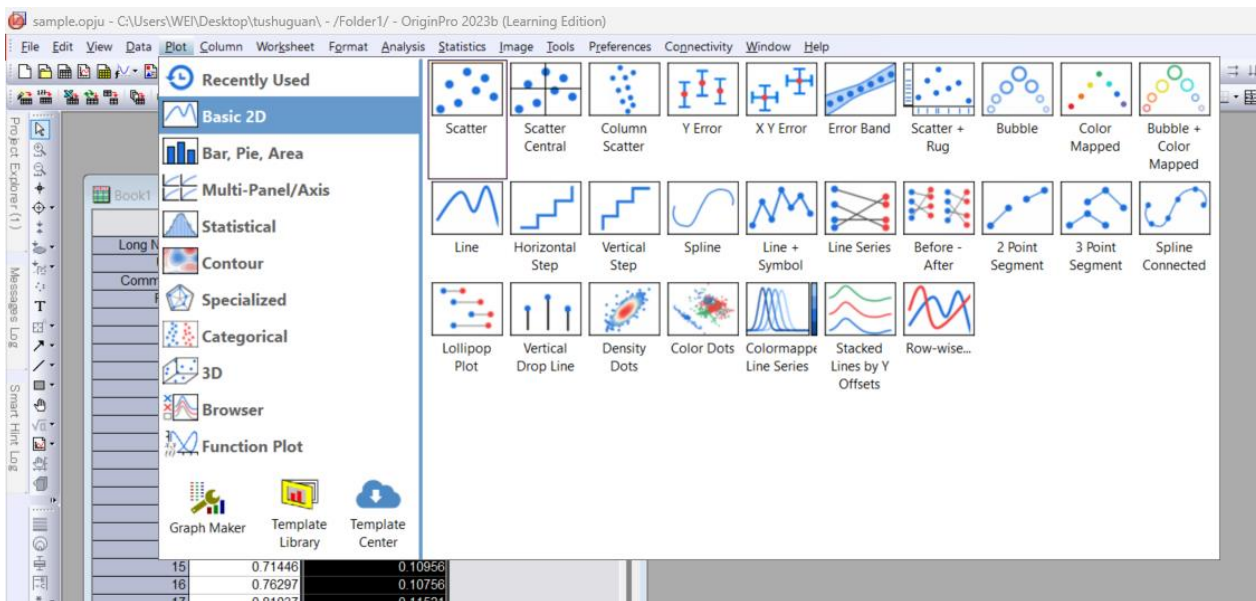 sample.opju - C:\Users\WEI\Desktop\tushuguan\ - /Folder1/ - OriginPro 2023b (Learning Edition)
File Edit View Data Plot Column Worksheet Format Analysis Statistics Image Tools Preferences Connectivity Window Help
Recently Used
Basic 2D
Bar, Pie, Area
Multi-Panel/Axis
Statistical
Contour
Specialized
Categorical
3D
Browser
Function Plot
Graph Maker
Template
Library
Template
Center
Scatter
Scatter
Central
Column
Scatter
Y Error
X Y Error
Error Band
Scatter +
Rug
Bubble
Color
Mapped
Bubble +
Color
Mapped
Line
Horizontal
Step
Vertical
Step
Spline
Line +
Symbol
Line Series
Before -
After
2 Point
Segment
3 Point
Segment
Spline
Connected
Lollipop
Plot
Vertical
Drop Line
Density
Dots
Color Dots
Colormappe
Line Series
Stacked
Lines by Y
Offsets
Row-wise...
Project Explorer (1)
Messages Log
Smart Hint Log
Book1
Long N
Comm
15 0.71446 0.10956
16 0.76297 0.10756